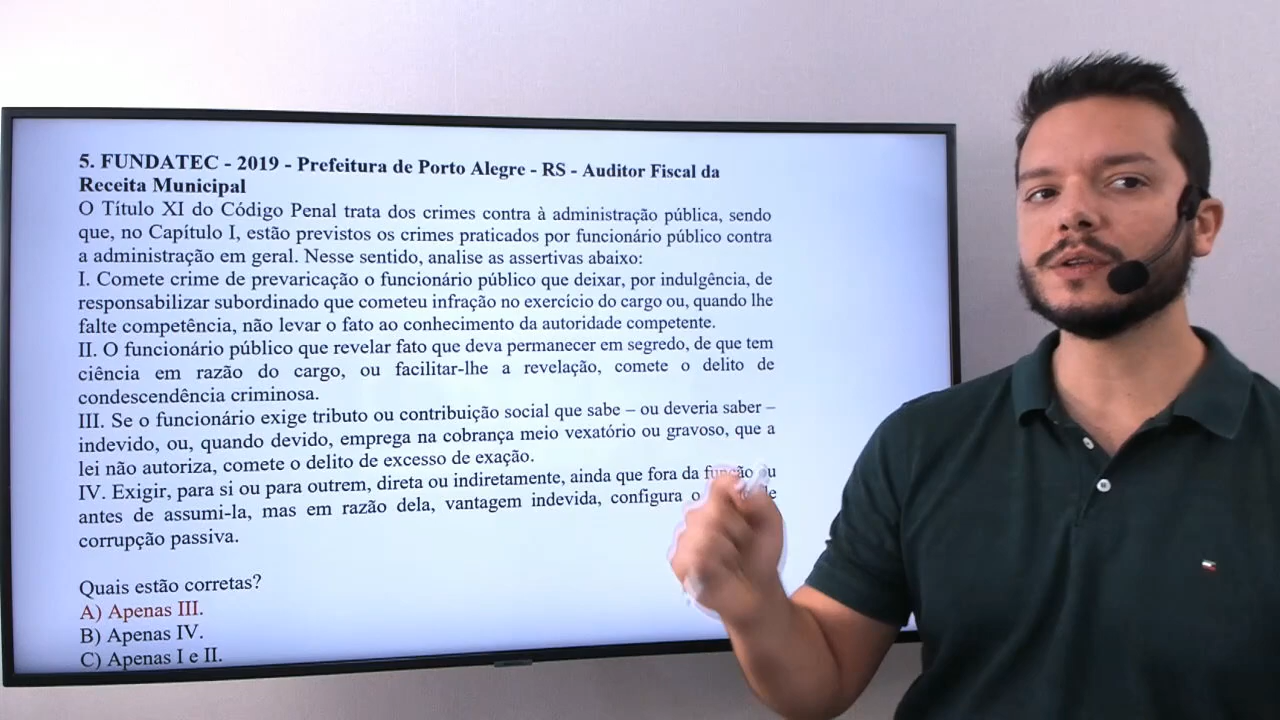 5. FUNDATEC - 2019 - Prefeitura de Porto Alegre - RS - Auditor Fiscal da
Receita Municipal
O Título XI do Código Penal trata dos crimes contra à administração pública, sendo
que, no Capítulo I, estão previstos os crimes praticados por funcionário público contra
a administração em geral. Nesse sentido, analise as assertivas abaixo:
I. Comete crime de prevaricação o funcionário público que deixar, por indulgência, de
responsabilizar subordinado que cometeu infração no exercício do cargo ou, quando lhe
falte competência, não levar o fato ao conhecimento da autoridade competente.
II. O funcionário público que revelar fato que deva permanecer em segredo, de que tem
ciência em razão do cargo, ou facilitar-lhe a revelação, comete o delito de
condescendência criminosa.
III. Se o funcionário exige tributo ou contribuição social que sabe – ou deveria saber –
indevido, ou, quando devido, emprega na cobrança meio vexatório ou gravoso, que a
lei não autoriza, comete o delito de excesso de exação.
IV. Exigir, para si ou para outrem, direta ou indiretamente, ainda que fora da função ou
antes de assumi-la, mas em razão dela, vantagem indevida, configura o
corrupção passiva.
Quais estão corretas?
A) Apenas III.
B) Apenas IV.
C) Apenas I e II.